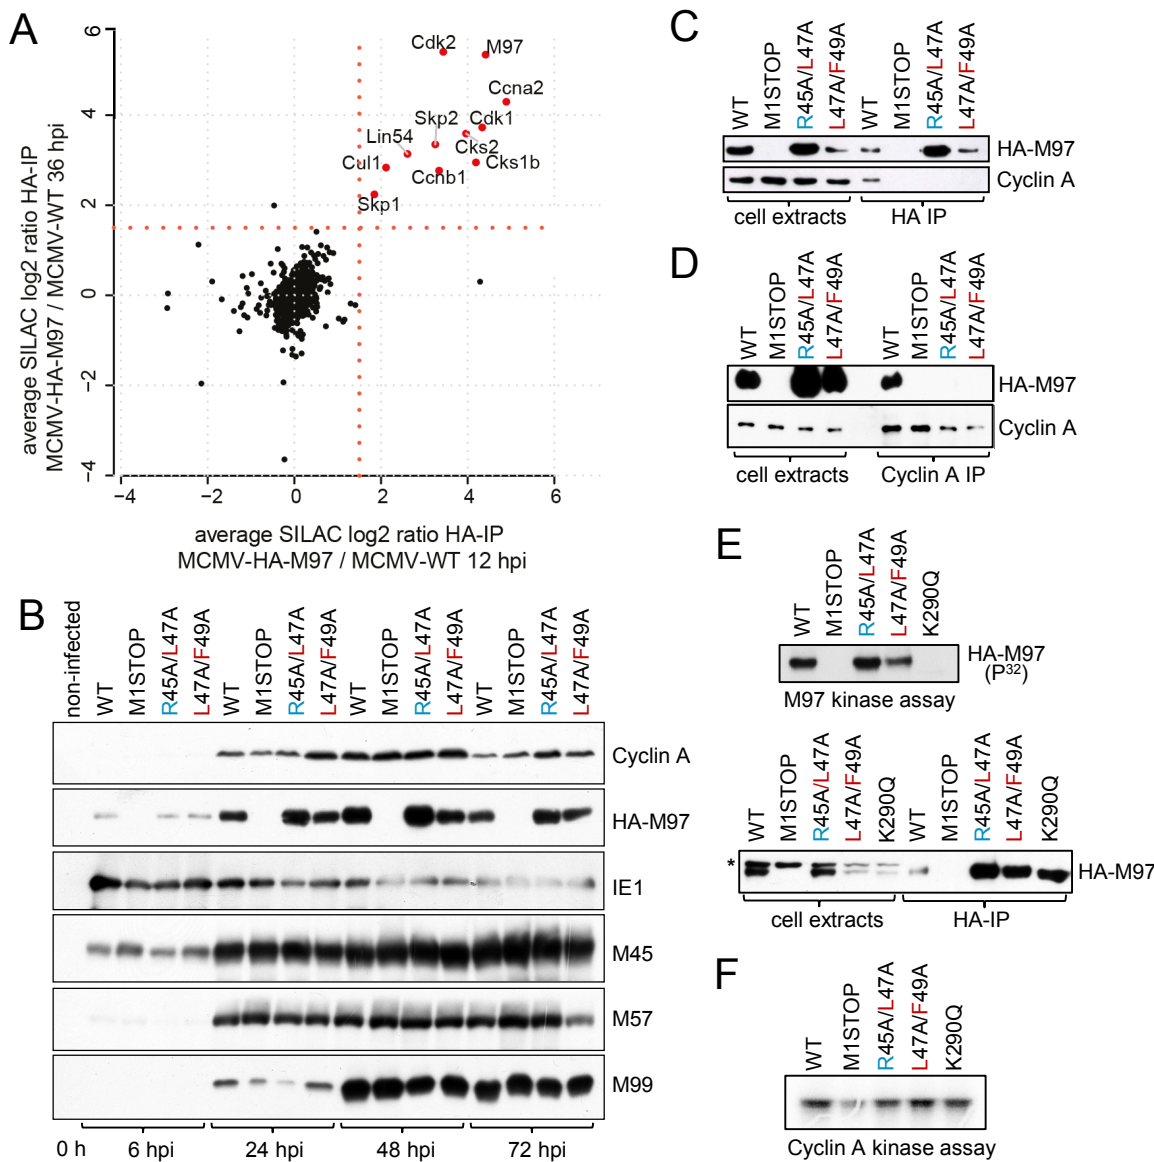 A
average SILAC log2 ratio HA-IP
MCMV-HA-M97 / MCMV-WT 36 hpi
6
4
2
0
−2
−4
Cdk2
M97
Ccna2
Skp2
Cdk1
Lin54
Cks2
Cul1
Ccnb1
Cks1b
Skp1
−4
−2
0
2
4
6
average SILAC log2 ratio HA-IP
MCMV-HA-M97 / MCMV-WT 12 hpi
B
non-infected
WT
M1STOP
R45A/L47A
L47A/F49A
WT
M1STOP
R45A/L47A
L47A/F49A
WT
M1STOP
R45A/L47A
L47A/F49A
WT
M1STOP
R45A/L47A
L47A/F49A
Cyclin A
HA-M97
IE1
M45
M57
M99
0 h
6 hpi
24 hpi
48 hpi
72 hpi
C
WT
M1STOP
R45A/L47A
L47A/F49A
WT
M1STOP
R45A/L47A
L47A/F49A
HA-M97
Cyclin A
cell extracts
HA IP
D
WT
M1STOP
R45A/L47A
L47A/F49A
WT
M1STOP
R45A/L47A
L47A/F49A
HA-M97
Cyclin A
cell extracts
Cyclin A IP
E
WT
M1STOP
R45A/L47A
L47A/F49A
K290Q
HA-M97
(P32)
M97 kinase assay
WT
M1STOP
R45A/L47A
L47A/F49A
K290Q
WT
M1STOP
R45A/L47A
L47A/F49A
K290Q
*
HA-M97
cell extracts
HA-IP
F
WT
M1STOP
R45A/L47A
L47A/F49A
K290Q
Cyclin A kinase assay